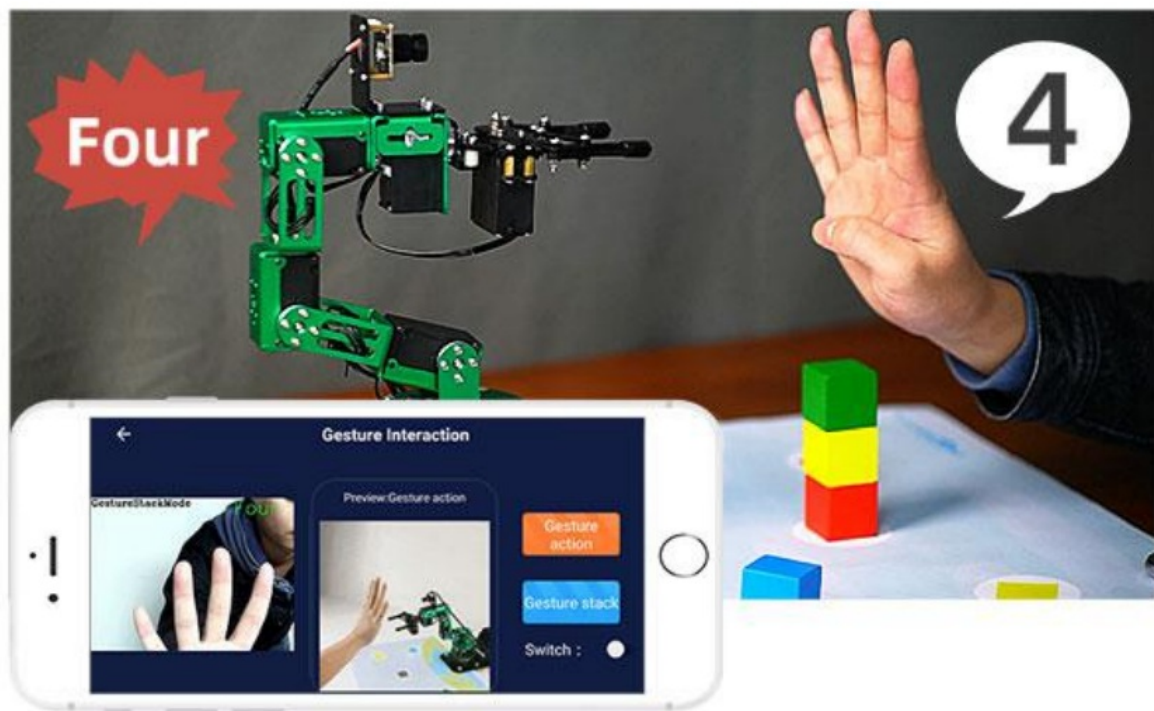 Four
4
←
Gesture Interaction
GestureStackMode
Four
Preview:Gesture action
Gesture
action
Gesture stack
Switch :